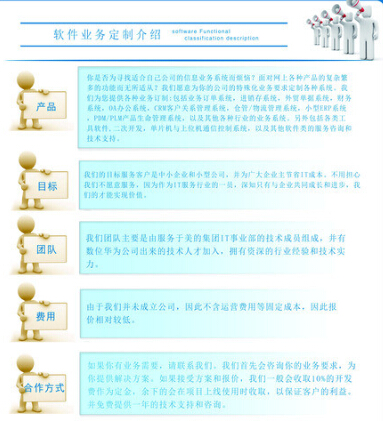 软件业务定制介绍
software Functional
classification description
产品
你是否为寻找适合自己公司的信息业务系统而烦恼？面对网上各种产品的复杂繁
多的功能而无所适从？我们愿意为你的公司的特殊化业务要求定制各种系统。我
们为您提供各种业务订制：包括业务订单系统，进销存系统，外贸单据系统，财务
系统，OA办公系统，CRM客户关系管理系统，仓管/物流管理系统，小型ERP系统
，PDM/PLM产品生命管理系统，以及其他各种行业的业务系统。另外包括各类工
具软件、二次开发，单片机与上位机通信控制系统，以及其他软件类的服务咨询和
技术支持。
目标
我们的目标服务客户是中小企业和小型公司，并为广大企业主节省IT成本。不用担心
我们不愿意服务，因为作为IT服务行业的一员，深知只有与企业共同成长和进步，我
们的才能实现价值。
团队
我们团队主要是由服务于美的集团IT事业部的技术成员组成，并有
数位华为公司出来的技术人才加入，拥有资深的行业经验和技术实
力。
费用
由于我们并未成立公司，因此不含运营费用等固定成本，因此报
价相对较低。
合作方式
如果你有业务需要，请联系我们。我们首先会咨询你的业务要求，为
你提供解决方案。如果接受方案和报价，我们一般会收取10%的开发
费作为定金，余下的会在项目上线使用时收取，以保证客户的利益。
并免费提供一年的技术支持和咨询。